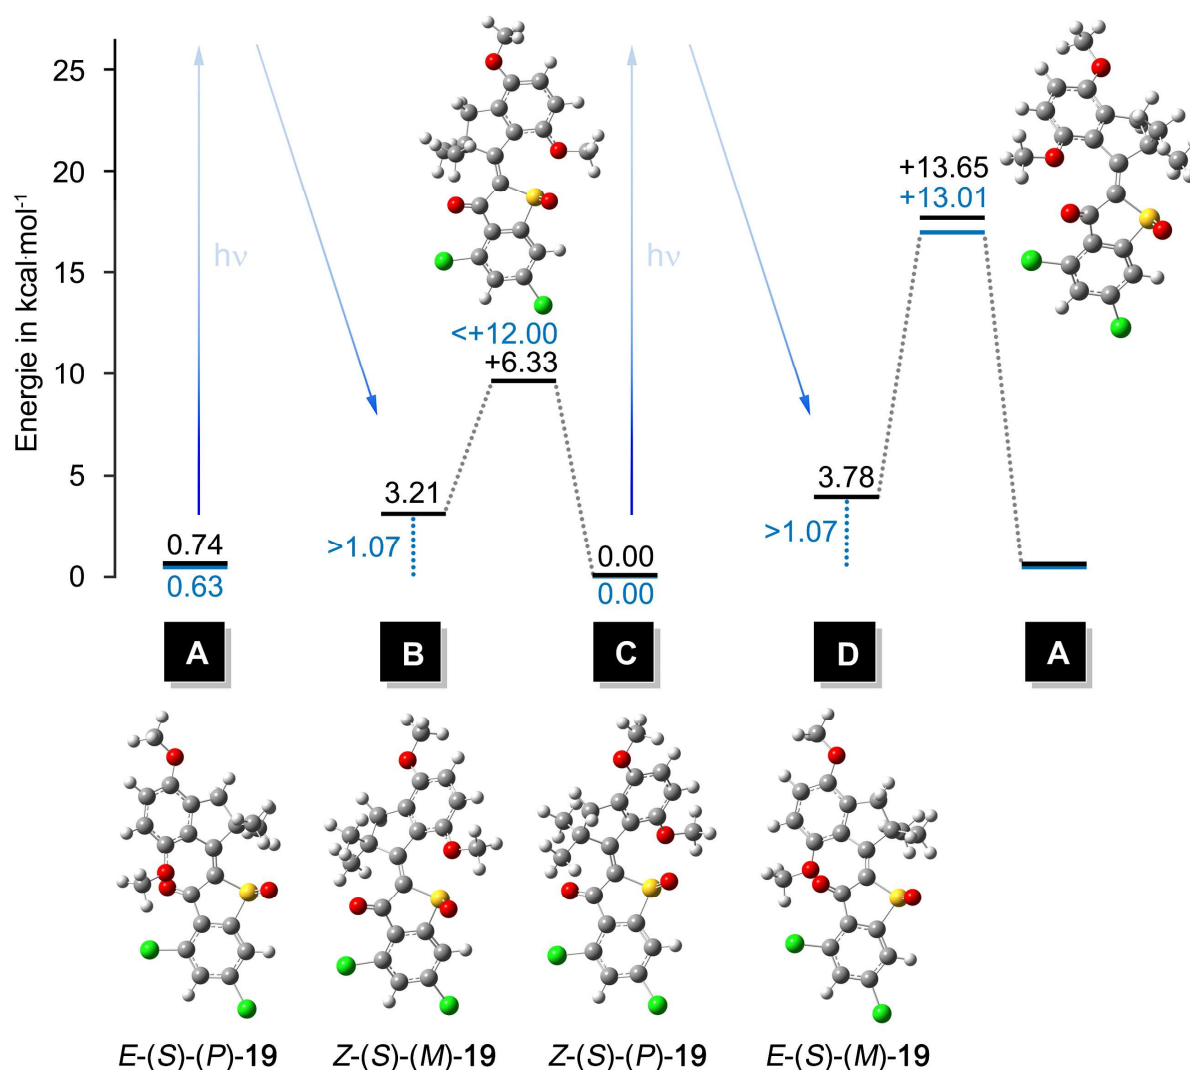 Energie in kcal·mol⁻¹
25
20
15
10
5
0
hν
hν
+13.65
+13.01
<+12.00
+6.33
3.21
>1.07
3.78
>1.07
0.74
0.63
0.00
0.00
A
B
C
D
A
E-(S)-(P)-19
Z-(S)-(M)-19
Z-(S)-(P)-19
E-(S)-(M)-19